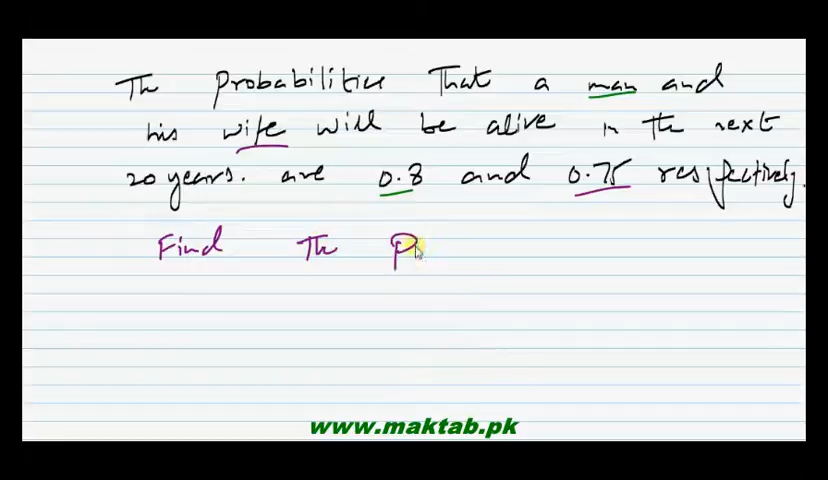 The Probabilities That a man and
his wife will be alive in the next
20 years. are 0.8 and 0.75 respectively.
Find The P
www.maktab.pk